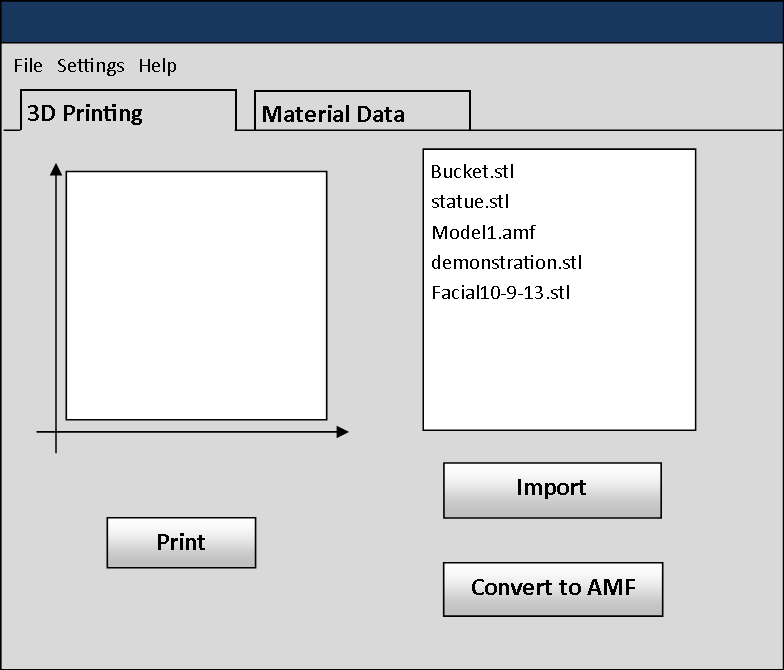 File Settings Help
3D Printing
Material Data
Bucket.stl
statue.stl
Model1.amf
demonstration.stl
Facial10-9-13.stl
Import
Print
Convert to AMF